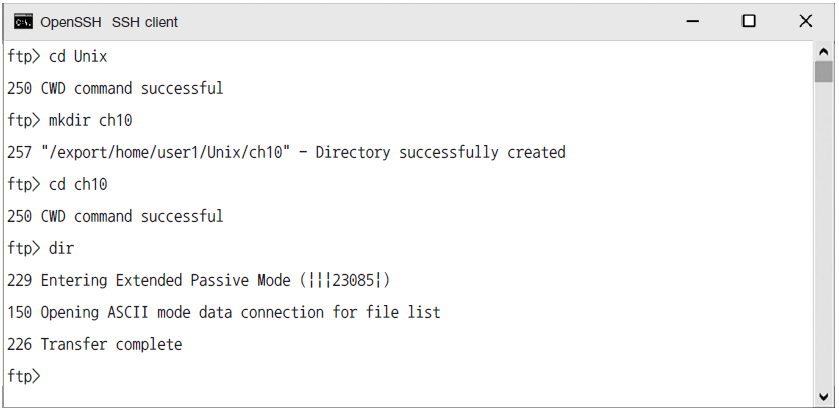 OpenSSH SSH client
ftp> cd Unix
250 CWD command successful
ftp> mkdir ch10
257 "/export/home/user1/Unix/ch10" - Directory successfully created
ftp> cd ch10
250 CWD command successful
ftp> dir
229 Entering Extended Passive Mode (|||23085|)
150 Opening ASCII mode data connection for file list
226 Transfer complete
ftp>